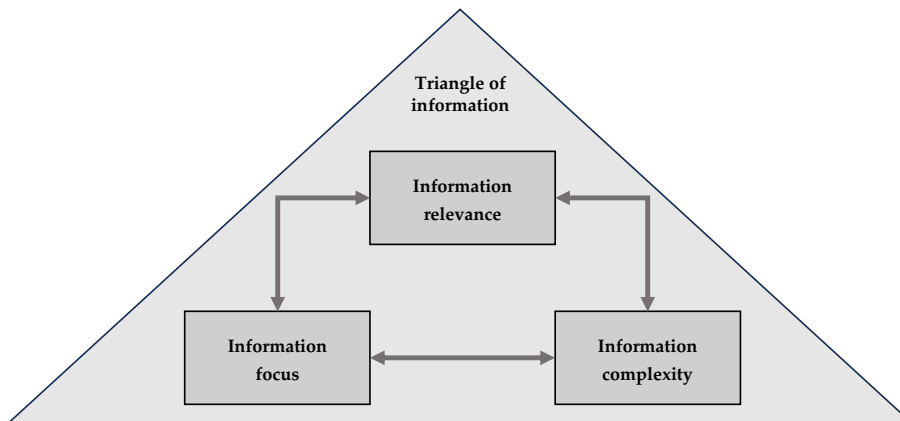 Triangle of
information
Information
relevance
Information
focus
Information
complexity